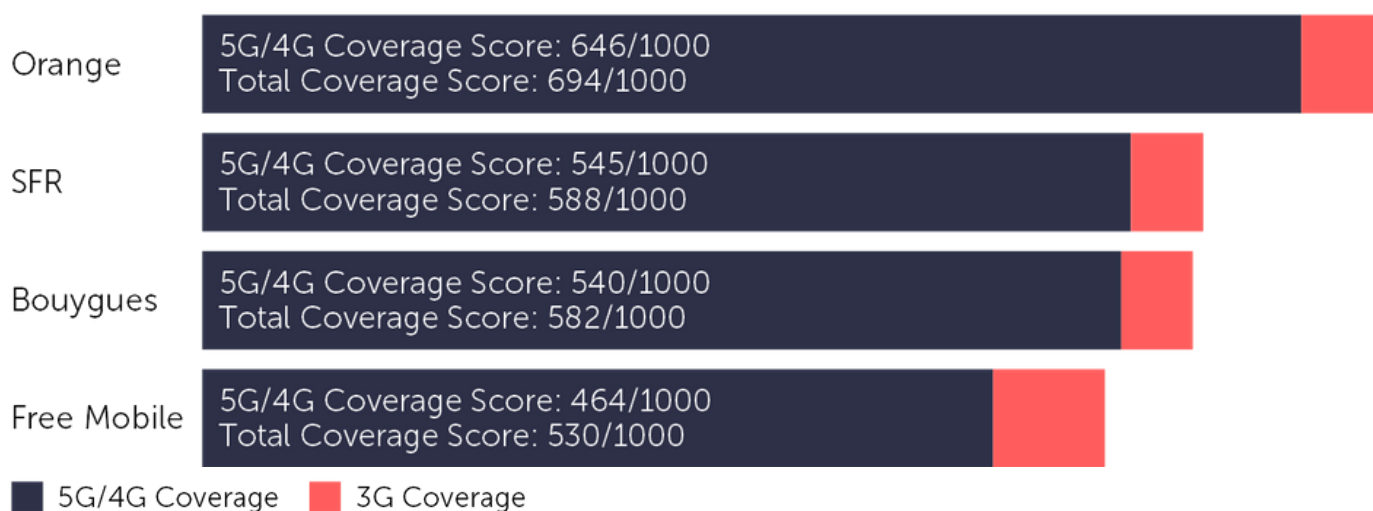 Orange
5G/4G Coverage Score: 646/1000
Total Coverage Score: 694/1000
SFR
5G/4G Coverage Score: 545/1000
Total Coverage Score: 588/1000
Bouygues
5G/4G Coverage Score: 540/1000
Total Coverage Score: 582/1000
Free Mobile
5G/4G Coverage Score: 464/1000
Total Coverage Score: 530/1000
5G/4G Coverage 3G Coverage